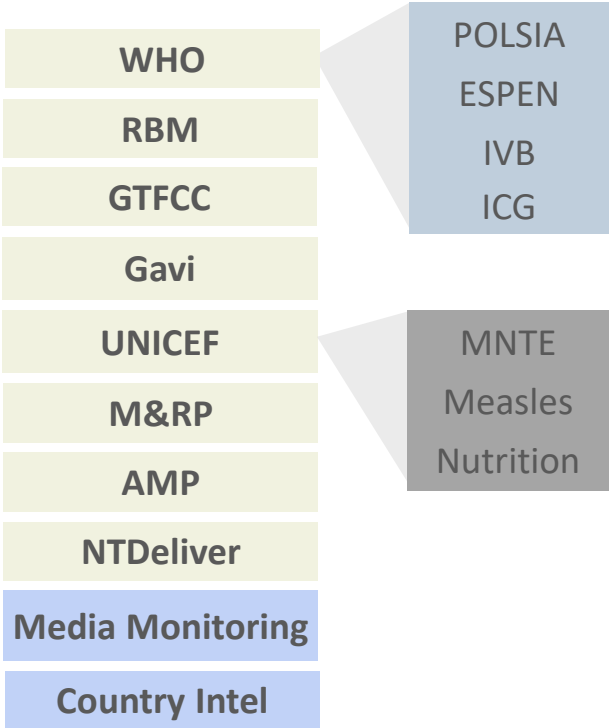 WHO
RBM
GTFCC
Gavi
UNICEF
M&RP
AMP
NTDeliver
Media Monitoring
Country Intel
POLSIA
ESPEN
IVB
ICG
MNTE
Measles
Nutrition